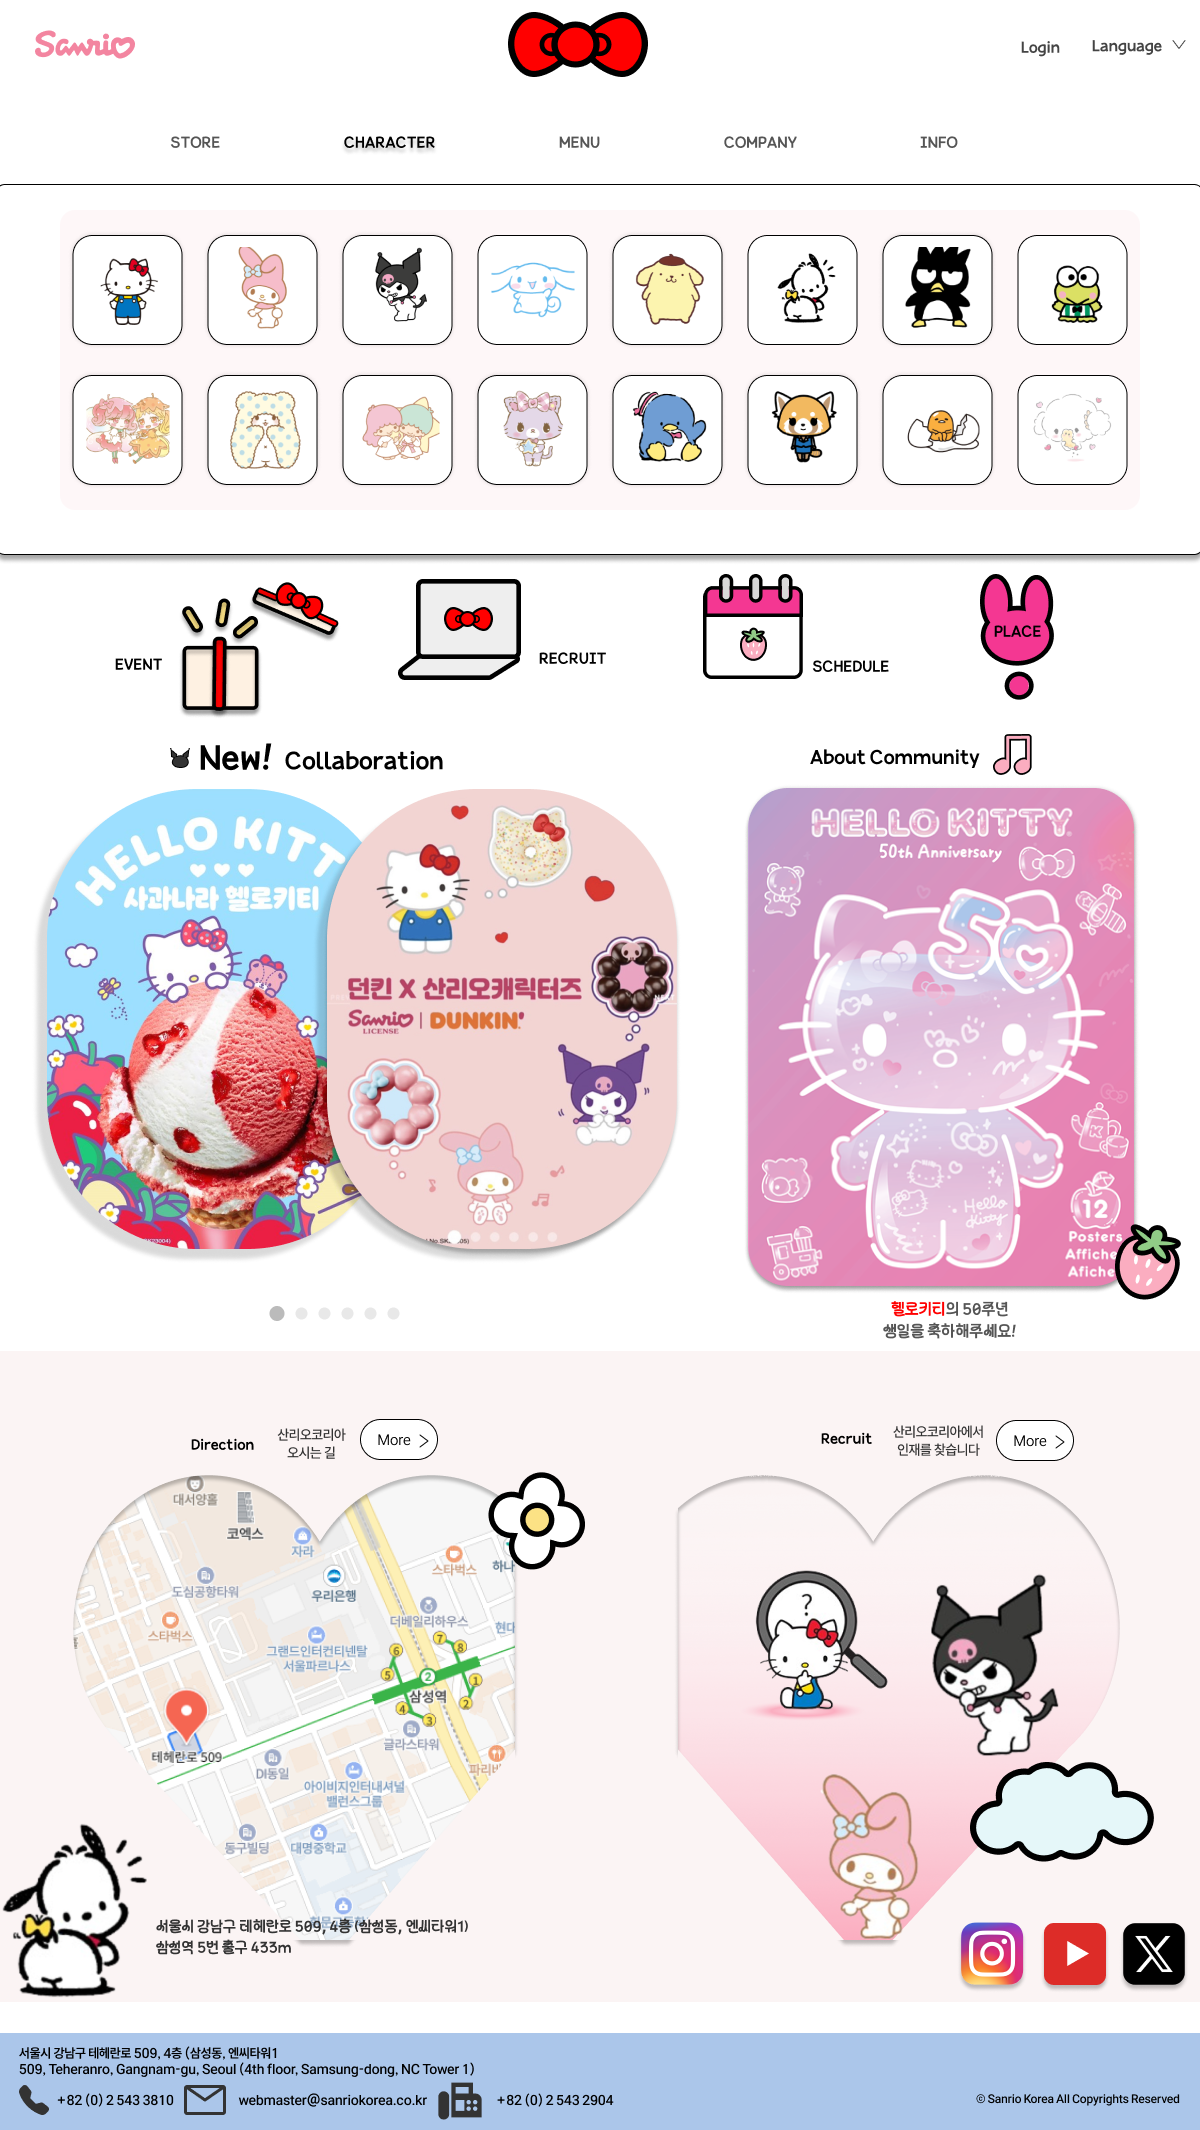 Sanrio
Login
Language
STORE
CHARACTER
MENU
COMPANY
INFO
EVENT
RECRUIT
SCHEDULE
PLACE
New! Collaboration
About Community
HELLO KITT
사과나라 헬로키티
던킨 X 산리오캐릭터즈
Sanrio | DUNKIN'
LICENSE
HELLO KITTY
50th Anniversary
50
K
Hello
Kitty
12
Posters
Affiche
Afiche
헬로키티의 50주년
생일을 축하해주세요!
Direction
산리오코리아
오시는 길
More
Recruit
산리오코리아에서
인재를 찾습니다
More
대서양홀
코엑스
자라
스타벅스
하나
도심공항타워
우리은행
더베일리하우스
현대
스타벅스
그랜드인터컨티넨탈
서울파르나스
7
8
6
5
2
1
2
삼성역
4
3
글라스타워
테헤란로 509
DI동일
파리바
아이비지인터내셔널
밸런스그룹
동구빌딩
대명중학교
?
서울시 강남구 테헤란로 509, 4층 (삼성동, 엔씨타워1)
삼성역 5번 출구 433m
서울시 강남구 테헤란로 509, 4층 (삼성동, 엔씨타워1
509, Teheranro, Gangnam-gu, Seoul (4th floor, Samsung-dong, NC Tower 1)
+82 (0) 2 543 3810
webmaster@sanriokorea.co.kr
+82 (0) 2 543 2904
© Sanrio Korea All Copyrights Reserved